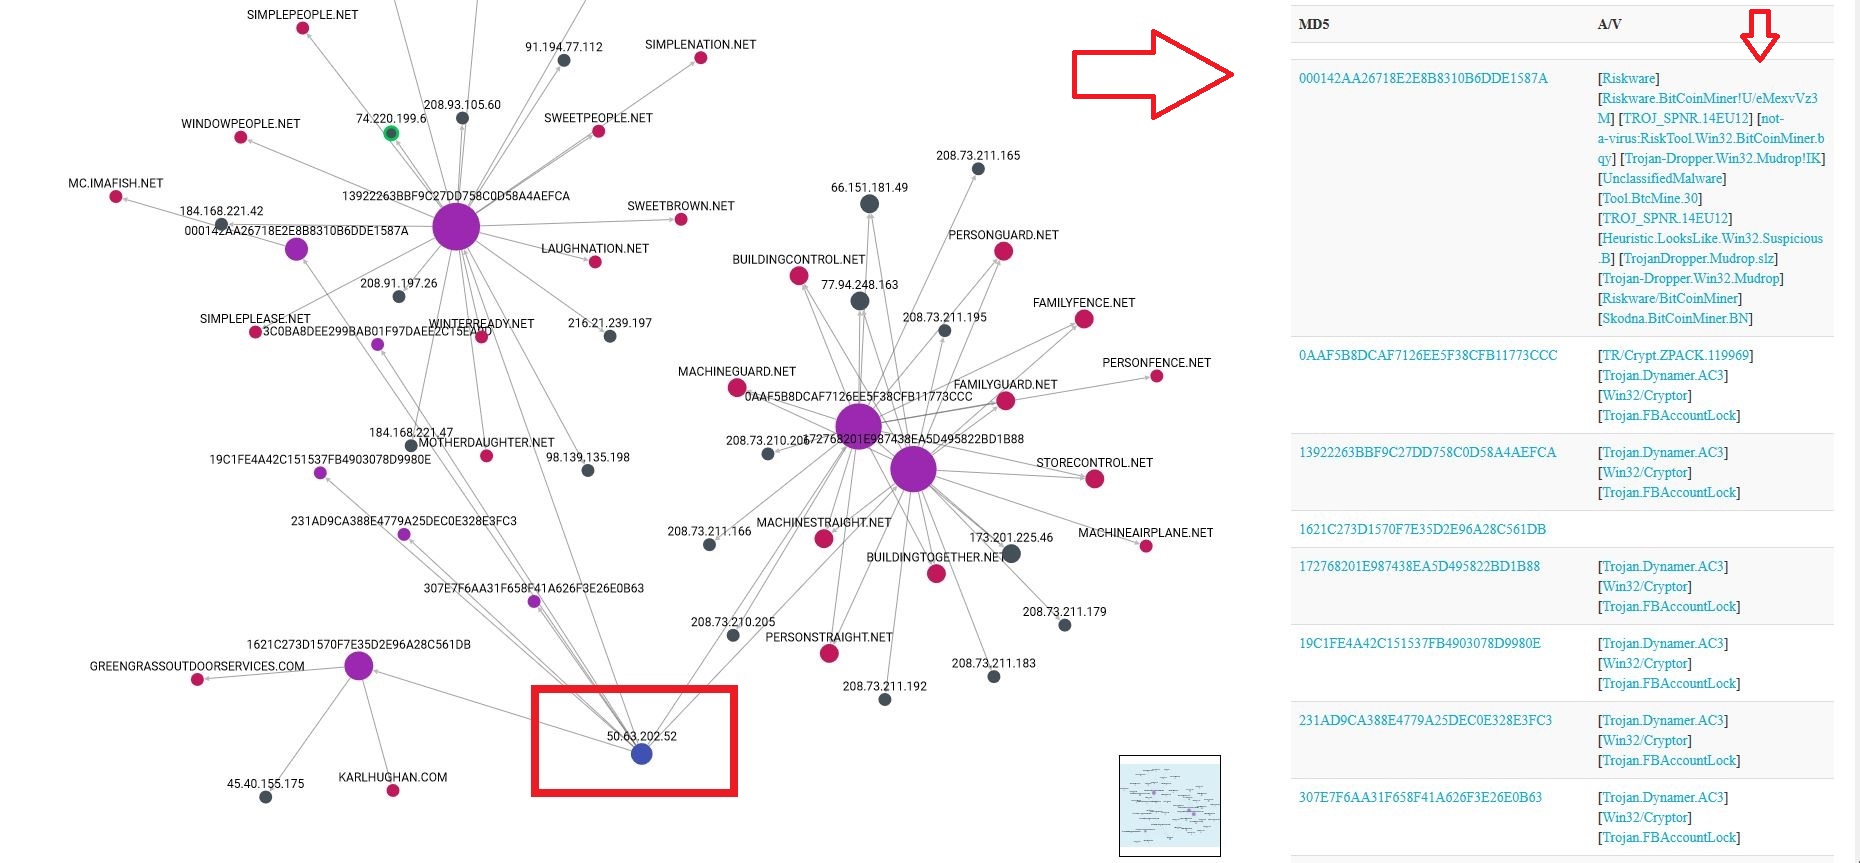 SIMPLEPEOPLE.NET
91.194.77.112
SIMPLENATION.NET
208.93.105.60
74.220.199.6
SWEETPEOPLE.NET
WINDOWPEOPLE.NET
MC.IMAFISH.NET
13922263BBF9C27DD758C0D58A4AEFCA
184.168.221.42
SWEETBROWN.NET
000142AA26718E2E8B8310B6DDE1587A
LAUGHNATION.NET
208.91.197.26
SIMPLEPLEASE.NET
WINTERREADY.NET
216.21.239.197
184.168.221.47
MOTHERDAUGHTER.NET
98.139.135.198
19C1FE4A42C151537FB4903078D9980E
231AD9CA388E4779A25DEC0E328E3FC3
307E7F6AA31F658F41A626F3E26E0B63
1621C273D1570F7E35D2E96A28C561DB
GREENGRASSOUTDOORSERVICES.COM
45.40.155.175
KARLHUGHAN.COM
50.63.202.52
208.73.211.165
66.151.181.49
PERSONGUARD.NET
BUILDINGCONTROL.NET
77.94.248.163
FAMILYFENCE.NET
208.73.211.195
PERSONFENCE.NET
MACHINEGUARD.NET
FAMILYGUARD.NET
0AAF5B8DCAF7126EE5F38CFB11773CCC
172768201E987438EA5D495822BD1B88
STORECONTROL.NET
208.73.211.166
MACHINESTRAIGHT.NET
173.201.225.46
MACHINEAIRPLANE.NET
BUILDINGTOGETHER.NET
208.73.211.179
208.73.210.205
PERSONSTRAIGHT.NET
208.73.211.183
208.73.211.192
MD5 A/V
000142AA26718E2E8B8310B6DDE1587A [Riskware]
[Riskware.BitCoinMiner!U/eMexvVz3
M] [TROJ_SPNR.14EU12] [not-
a-virus:RiskTool.Win32.BitCoinMiner.b
qy] [Trojan-Dropper.Win32.Mudrop!IK]
[UnclassifiedMalware]
[Tool.BtcMine.30]
[TROJ_SPNR.14EU12]
[Heuristic.LooksLike.Win32.Suspicious
.B] [TrojanDropper.Mudrop.slz]
[Trojan-Dropper.Win32.Mudrop]
[Riskware/BitCoinMiner]
[Skodna.BitCoinMiner.BN]
0AAF5B8DCAF7126EE5F38CFB11773CCC [TR/Crypt.ZPACK.119969]
[Trojan.Dynamer.AC3]
[Win32/Cryptor]
[Trojan.FBAccountLock]
13922263BBF9C27DD758C0D58A4AEFCA [Trojan.Dynamer.AC3]
[Win32/Cryptor]
[Trojan.FBAccountLock]
1621C273D1570F7E35D2E96A28C561DB
172768201E987438EA5D495822BD1B88 [Trojan.Dynamer.AC3]
[Win32/Cryptor]
[Trojan.FBAccountLock]
19C1FE4A42C151537FB4903078D9980E [Trojan.Dynamer.AC3]
[Win32/Cryptor]
[Trojan.FBAccountLock]
231AD9CA388E4779A25DEC0E328E3FC3 [Trojan.Dynamer.AC3]
[Win32/Cryptor]
[Trojan.FBAccountLock]
307E7F6AA31F658F41A626F3E26E0B63 [Trojan.Dynamer.AC3]
[Win32/Cryptor]
[Trojan.FBAccountLock]